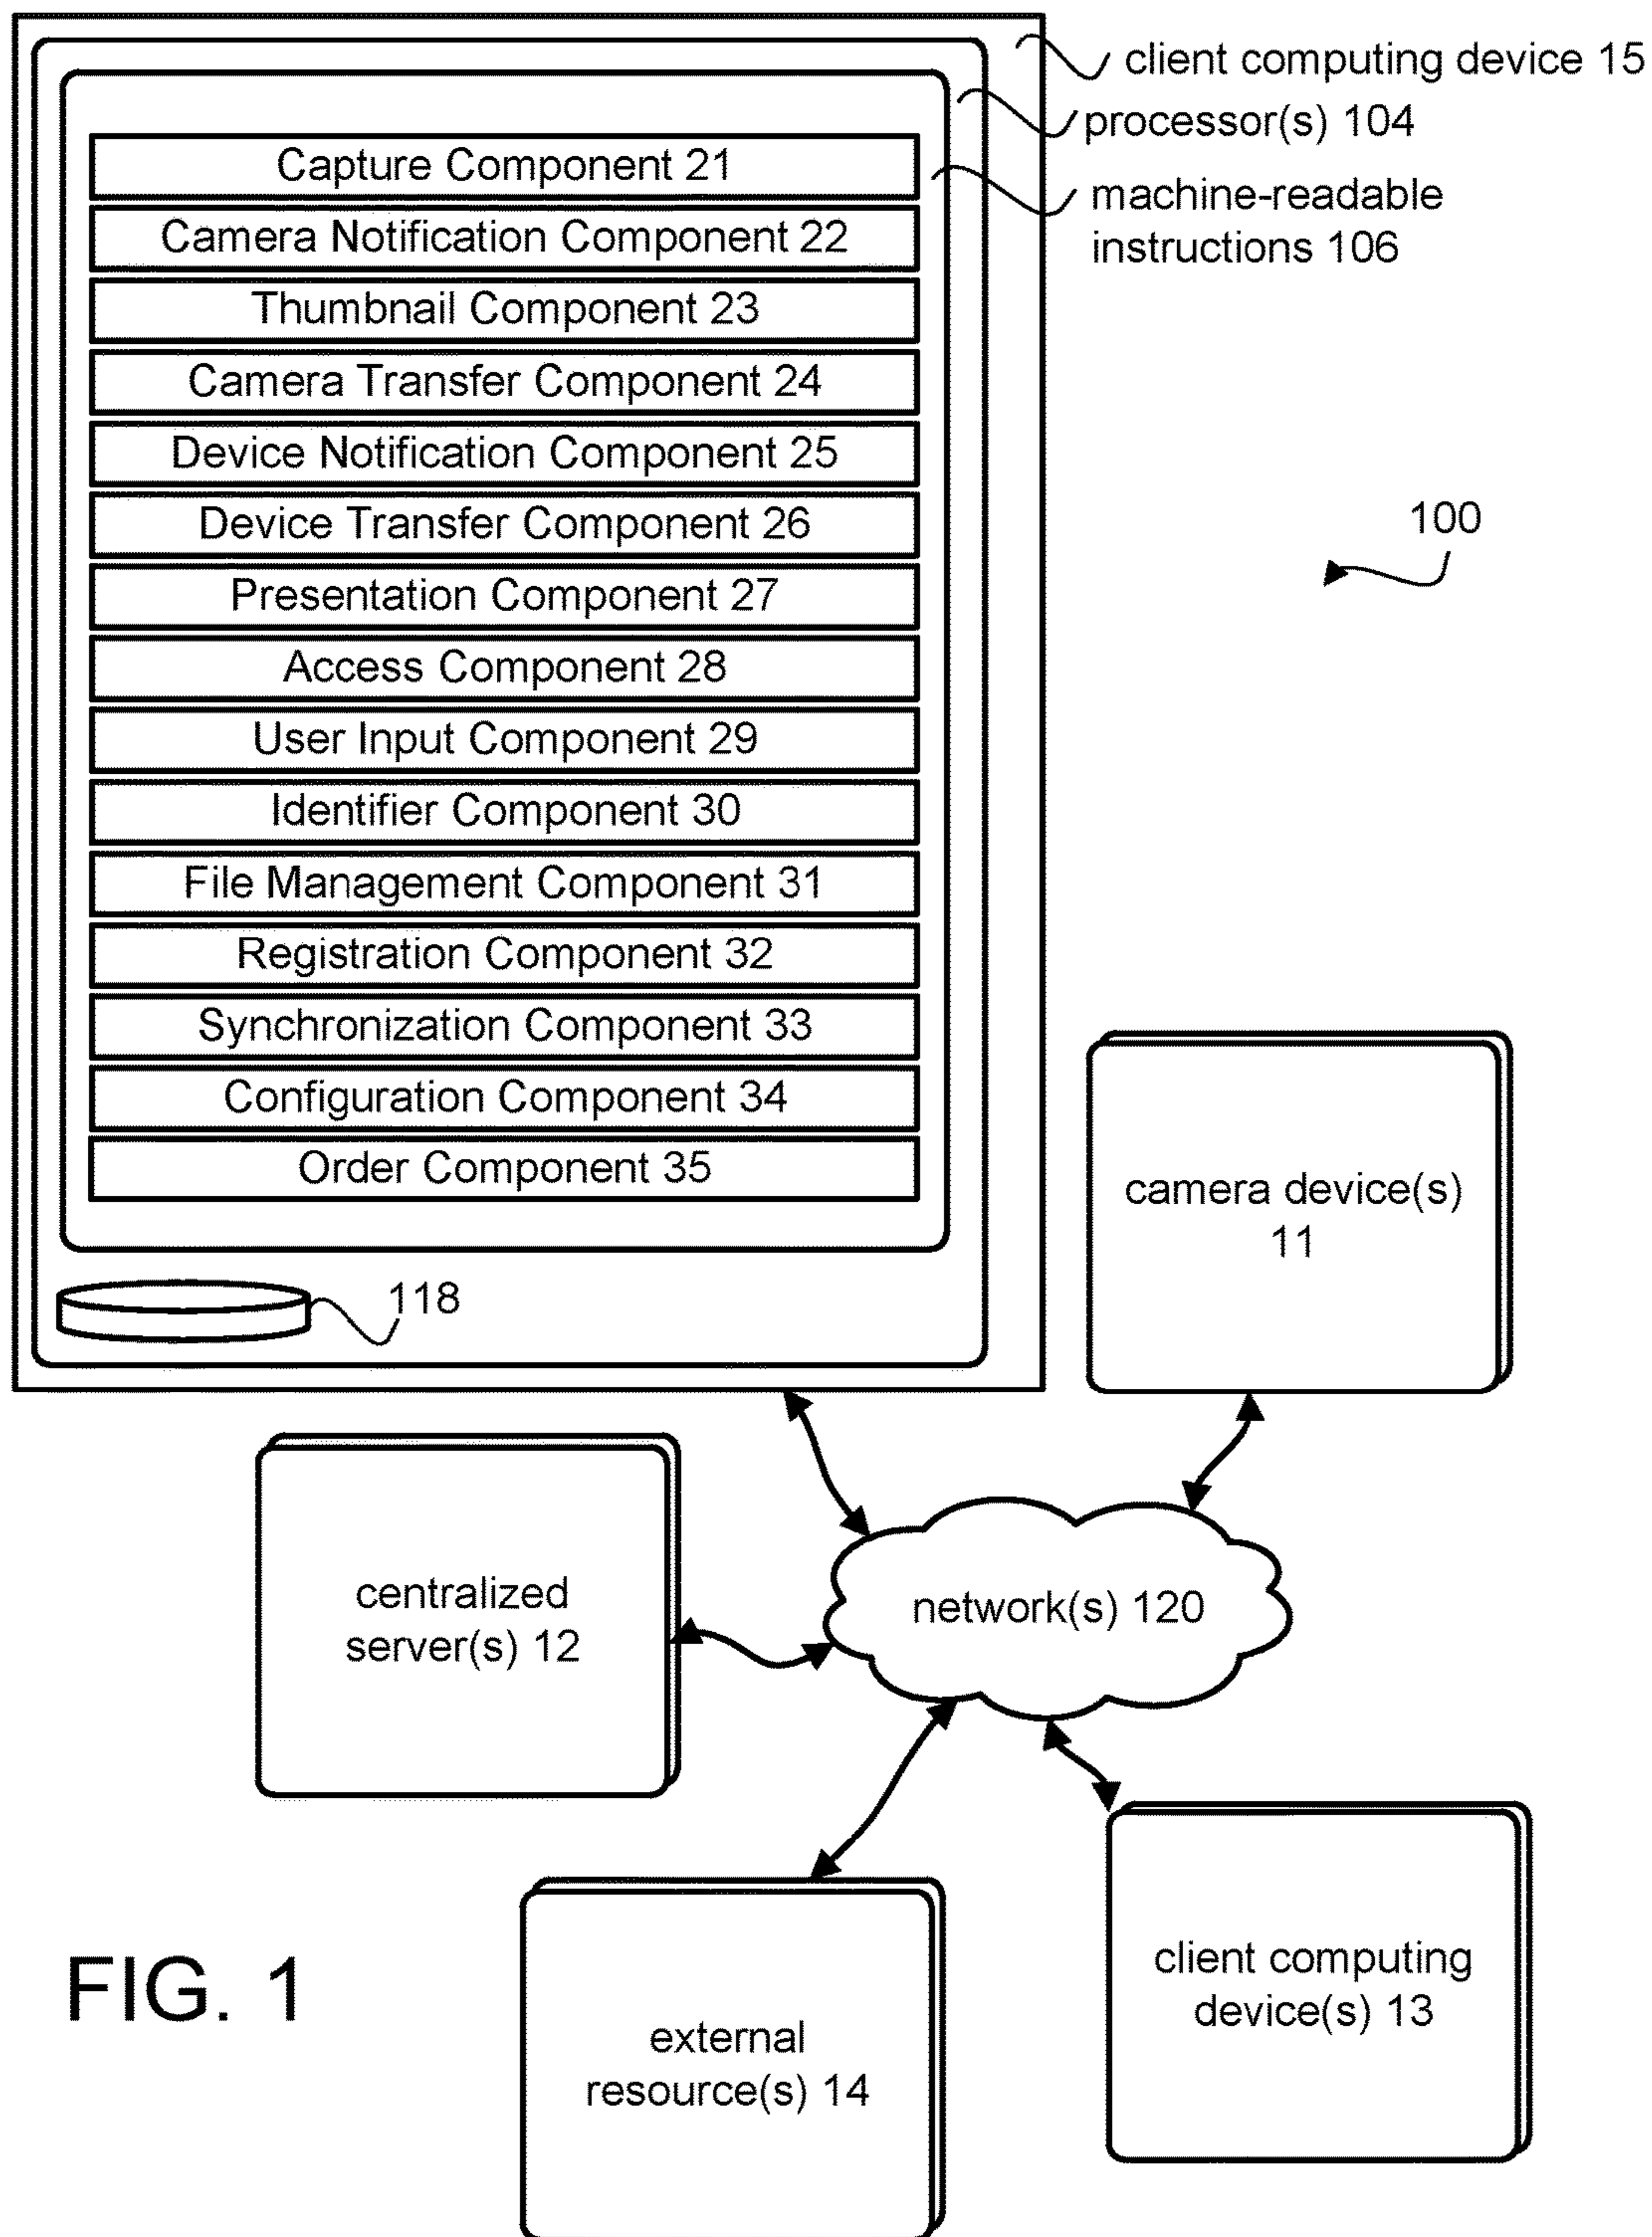 client computing device 15
processor(s) 104
machine-readable
instructions 106
Capture Component 21
Camera Notification Component 22
Thumbnail Component 23
Camera Transfer Component 24
Device Notification Component 25
Device Transfer Component 26
Presentation Component 27
Access Component 28
User Input Component 29
Identifier Component 30
File Management Component 31
Registration Component 32
Synchronization Component 33
Configuration Component 34
Order Component 35
100
118
camera device(s)
11
centralized
server(s) 12
network(s) 120
client computing
device(s) 13
external
resource(s) 14
FIG. 1